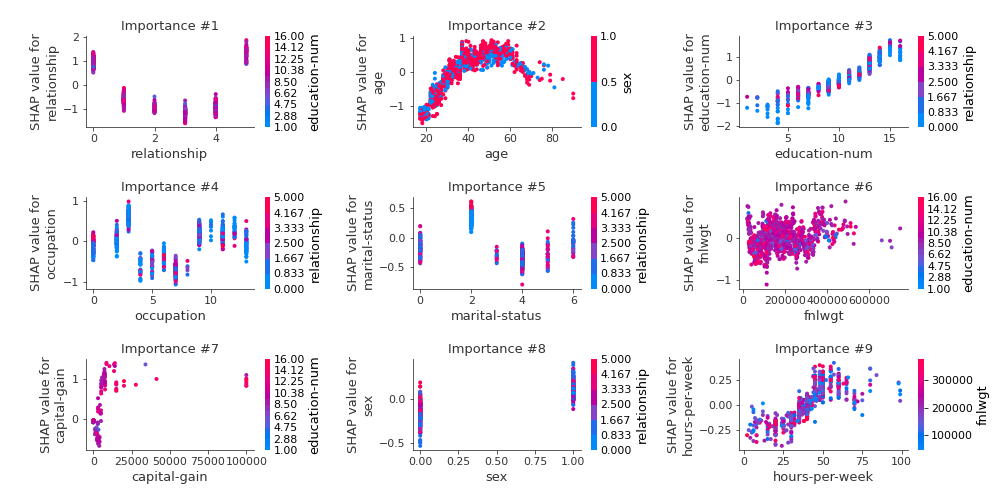 Importance #1
SHAP value for
relationship
2
1
0
−1
0
2
4
relationship
16.00
14.12
12.25
10.38
8.50
6.62
4.75
2.88
1.00
education-num
Importance #2
SHAP value for
age
1
0
−1
20
40
60
80
age
1.0
0.5
0.0
sex
Importance #3
SHAP value for
education-num
1
0
−1
−2
5
10
15
education-num
5.000
4.167
3.333
2.500
1.667
0.833
0.000
relationship
Importance #4
SHAP value for
occupation
1
0
−1
0
5
10
occupation
5.000
4.167
3.333
2.500
1.667
0.833
0.000
relationship
Importance #5
SHAP value for
marital-status
0.5
0.0
−0.5
0
2
4
6
marital-status
5.000
4.167
3.333
2.500
1.667
0.833
0.000
relationship
Importance #6
SHAP value for
fnlwgt
1
0
−1
0
200000
400000
600000
fnlwgt
16.00
14.12
12.25
10.38
8.50
6.62
4.75
2.88
1.00
education-num
Importance #7
SHAP value for
capital-gain
1
0
0
25000
50000
75000
100000
capital-gain
16.00
14.12
12.25
10.38
8.50
6.62
4.75
2.88
1.00
education-num
Importance #8
SHAP value for
sex
0.0
−0.5
0.00
0.25
0.50
0.75
1.00
sex
5.000
4.167
3.333
2.500
1.667
0.833
0.000
relationship
Importance #9
SHAP value for
hours-per-week
0.25
0.00
−0.25
0
25
50
75
100
hours-per-week
300000
200000
100000
fnlwgt